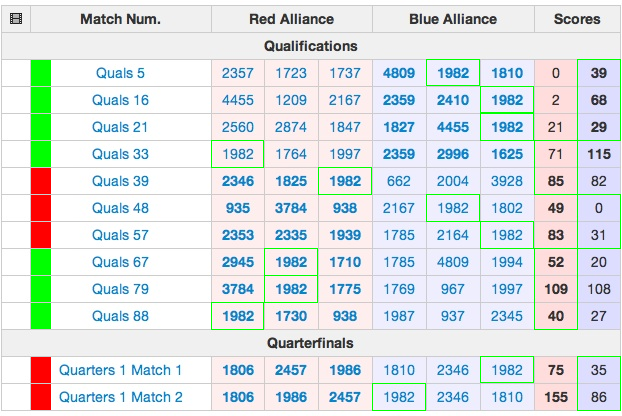 Match Num. Red Alliance Blue Alliance Scores
Qualifications
Quals 5 2357 1723 1737 4809 1982 1810 0 39
Quals 16 4455 1209 2167 2359 2410 1982 2 68
Quals 21 2560 2874 1847 1827 4455 1982 21 29
Quals 33 1982 1764 1997 2359 2996 1625 71 115
Quals 39 2346 1825 1982 662 2004 3928 85 82
Quals 48 935 3784 938 2167 1982 1802 49 0
Quals 57 2353 2335 1939 1785 2164 1982 83 31
Quals 67 2945 1982 1710 1785 4809 1994 52 20
Quals 79 3784 1982 1775 1769 967 1997 109 108
Quals 88 1982 1730 938 1987 937 2345 40 27
Quarterfinals
Quarters 1 Match 1 1806 2457 1986 1810 2346 1982 75 35
Quarters 1 Match 2 1806 1986 2457 1982 2346 1810 155 86